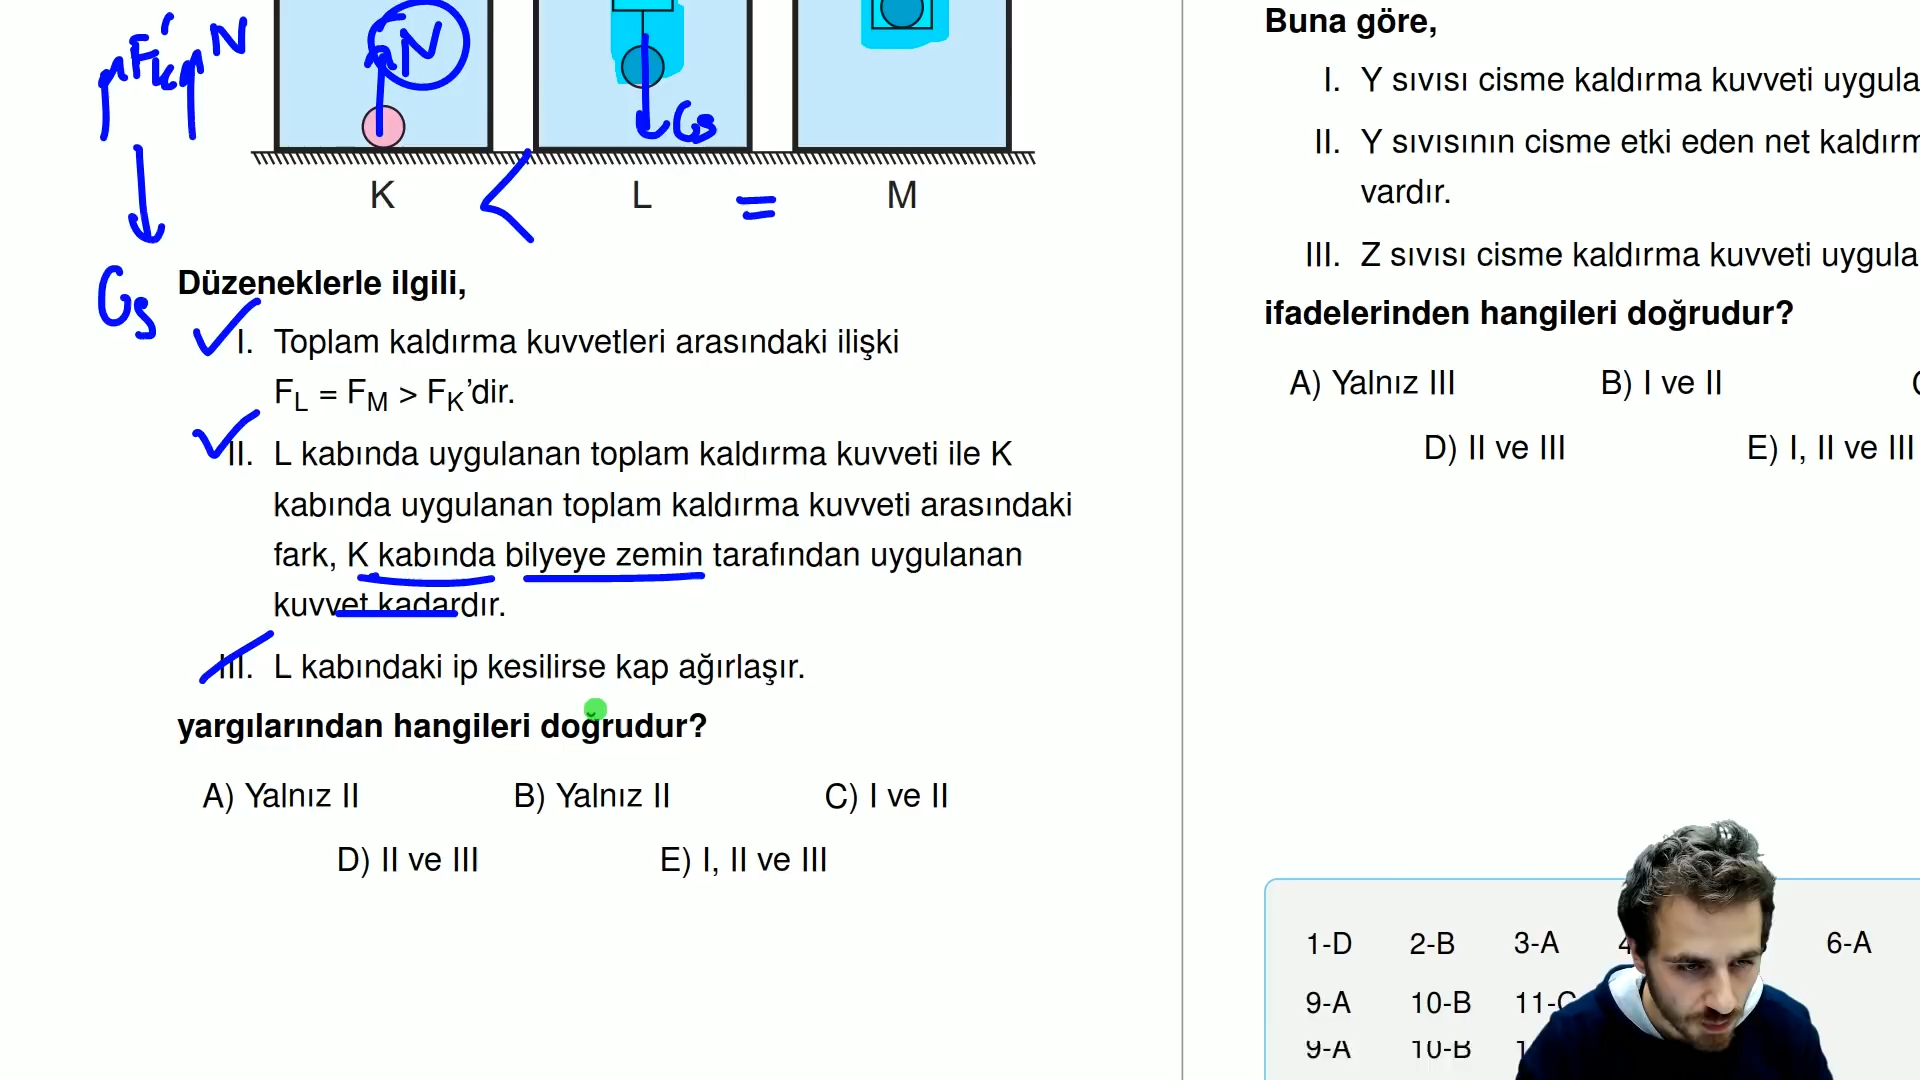 F'k
N
N
Gs
K
<
L
=
M
Gs
Düzeneklerle ilgili,
I. Toplam kaldırma kuvvetleri arasındaki ilişki
FL = FM > FK'dir.
II. L kabında uygulanan toplam kaldırma kuvveti ile K
kabında uygulanan toplam kaldırma kuvveti arasındaki
fark, K kabında bilyeye zemin tarafından uygulanan
kuvvet kadardır.
III. L kabındaki ip kesilirse kap ağırlaşır.
yargılarından hangileri doğrudur?
A) Yalnız II
B) Yalnız II
C) I ve II
D) II ve III
E) I, II ve III
Buna göre,
I. Y sıvısı cisme kaldırma kuvveti
II. Y sıvısının cisme etki eden net
vardır.
III. Z sıvısı cisme kaldırma kuvveti
ifadelerinden hangileri doğrudur?
A) Yalnız III
B) I ve II
D) II ve III
E) I, II ve III
1-D 2-B 3-A 6-A
9-A 10-B
9-A 10-B